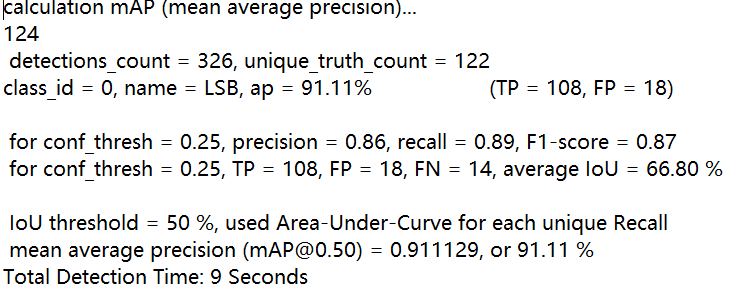 calculation mAP (mean average precision)...
124
detections_count = 326, unique_truth_count = 122
class_id = 0, name = LSB, ap = 91.11% (TP = 108, FP = 18)
for conf_thresh = 0.25, precision = 0.86, recall = 0.89, F1-score = 0.87
for conf_thresh = 0.25, TP = 108, FP = 18, FN = 14, average IoU = 66.80 %
IoU threshold = 50 %, used Area-Under-Curve for each unique Recall
mean average precision (mAP@0.50) = 0.911129, or 91.11 %
Total Detection Time: 9 Seconds